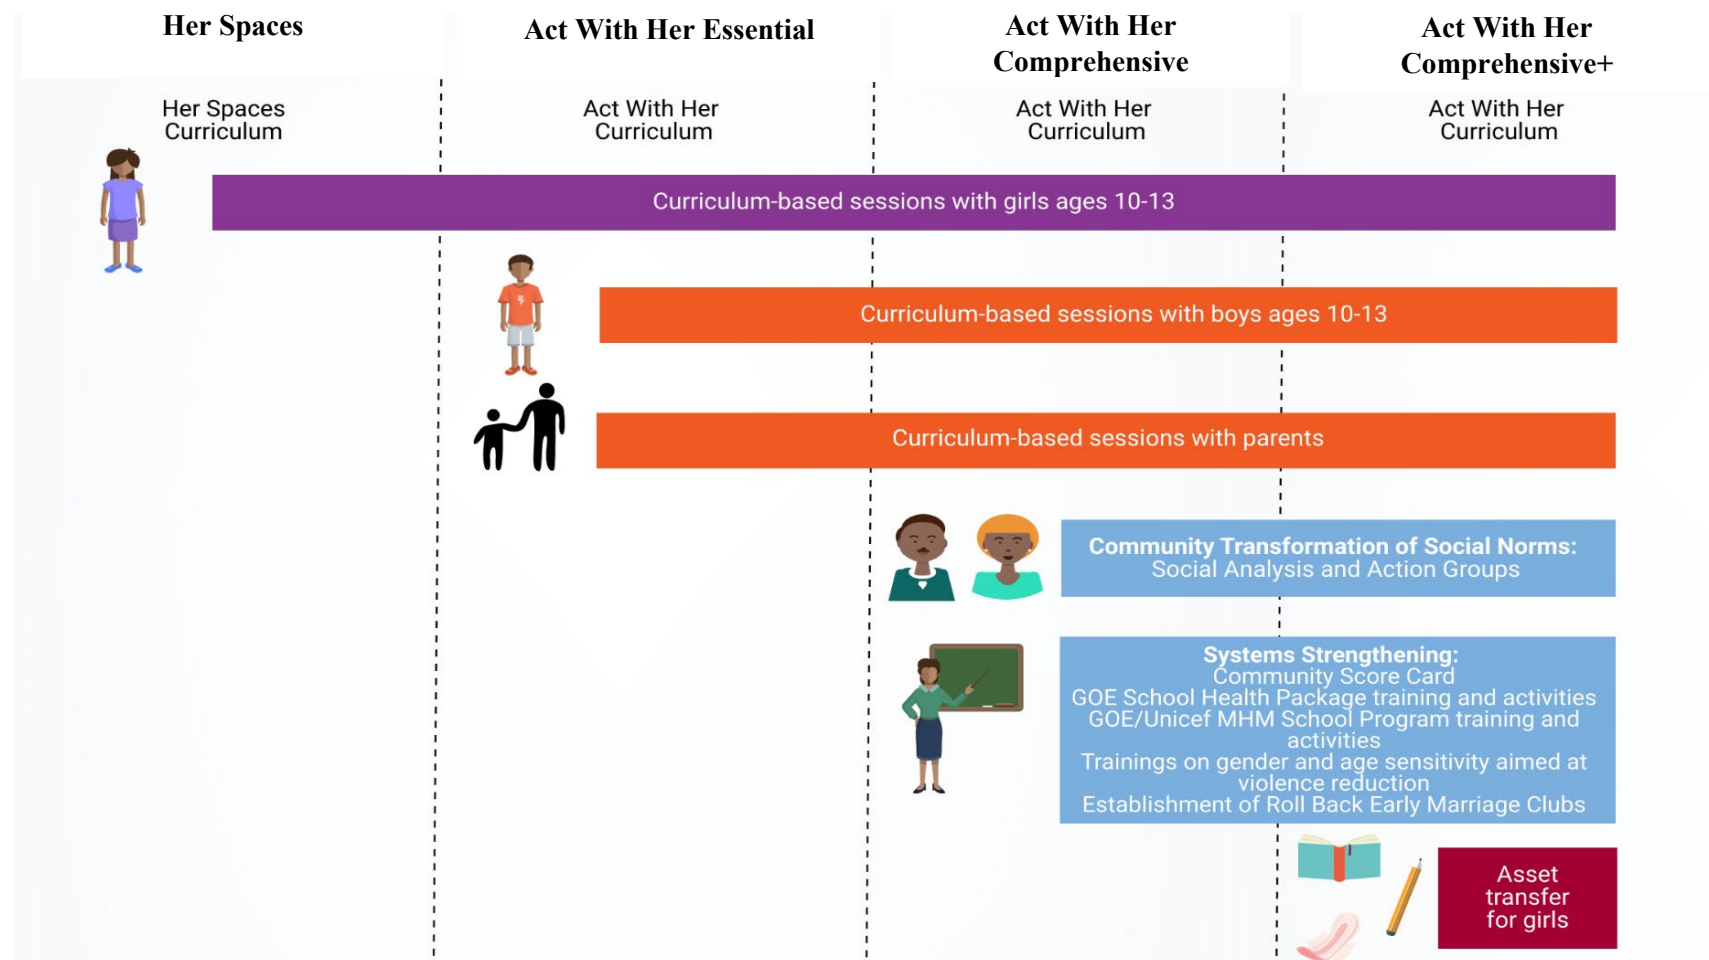 Her Spaces
Act With Her Essential
Act With Her
Comprehensive
Act With Her
Comprehensive+
Her Spaces
Curriculum
Act With Her
Curriculum
Act With Her
Curriculum
Act With Her
Curriculum
Curriculum-based sessions with girls ages 10-13
Curriculum-based sessions with boys ages 10-13
Curriculum-based sessions with parents
Community Transformation of Social Norms:
Social Analysis and Action Groups
Systems Strengthening:
Community Score Card
GOE School Health Package training and activities
GOE/Unicef MHM School Program training and
activities
Trainings on gender and age sensitivity aimed at
violence reduction
Establishment of Roll Back Early Marriage Clubs
Asset
transfer
for girls